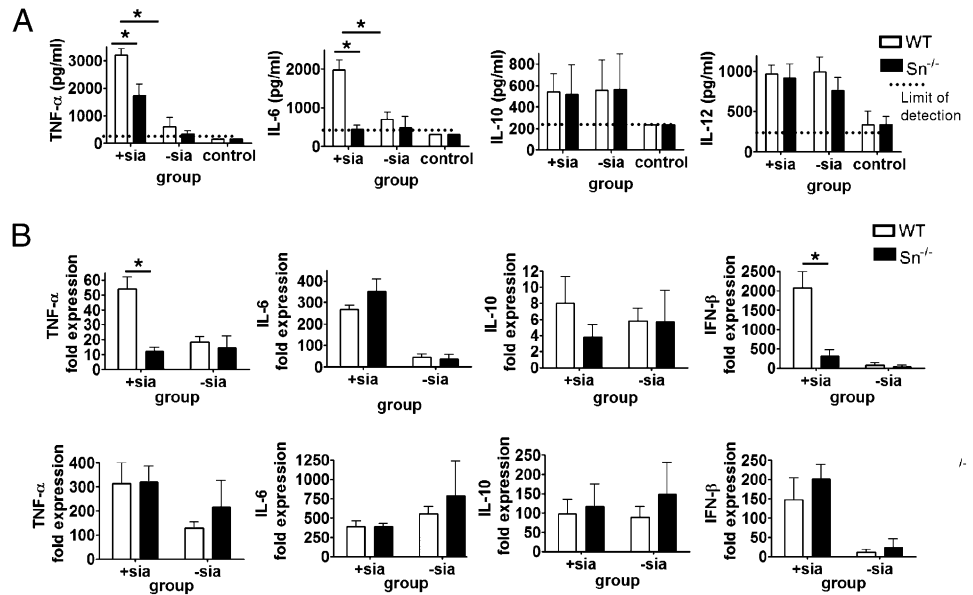 A
TNF-α (pg/ml)
3000
2000
1000
0
*
*
+sia -sia control
group
IL-6 (pg/ml)
2000
1000
0
*
*
+sia -sia control
group
IL-10 (pg/ml)
1000
800
600
400
200
0
+sia -sia control
group
IL-12 (pg/ml)
1000
500
0
+sia -sia control
group
WT
Sn-/-
Limit of
detection
B
TNF-α
fold expression
60
50
40
30
20
10
0
*
+sia -sia
group
IL-6
fold expression
400
300
200
100
0
+sia -sia
group
IL-10
fold expression
12
10
8
6
4
2
0
+sia -sia
group
IFN-β
fold expression
2500
2000
1500
1000
500
0
*
+sia -sia
group
WT
Sn-/-
TNF-α
fold expression
400
300
200
100
0
+sia -sia
group
IL-6
fold expression
1250
1000
750
500
250
0
+sia -sia
group
IL-10
fold expression
250
200
150
100
50
0
+sia -sia
group
IFN-β
fold expression
250
200
150
100
50
0
+sia -sia
group
/-